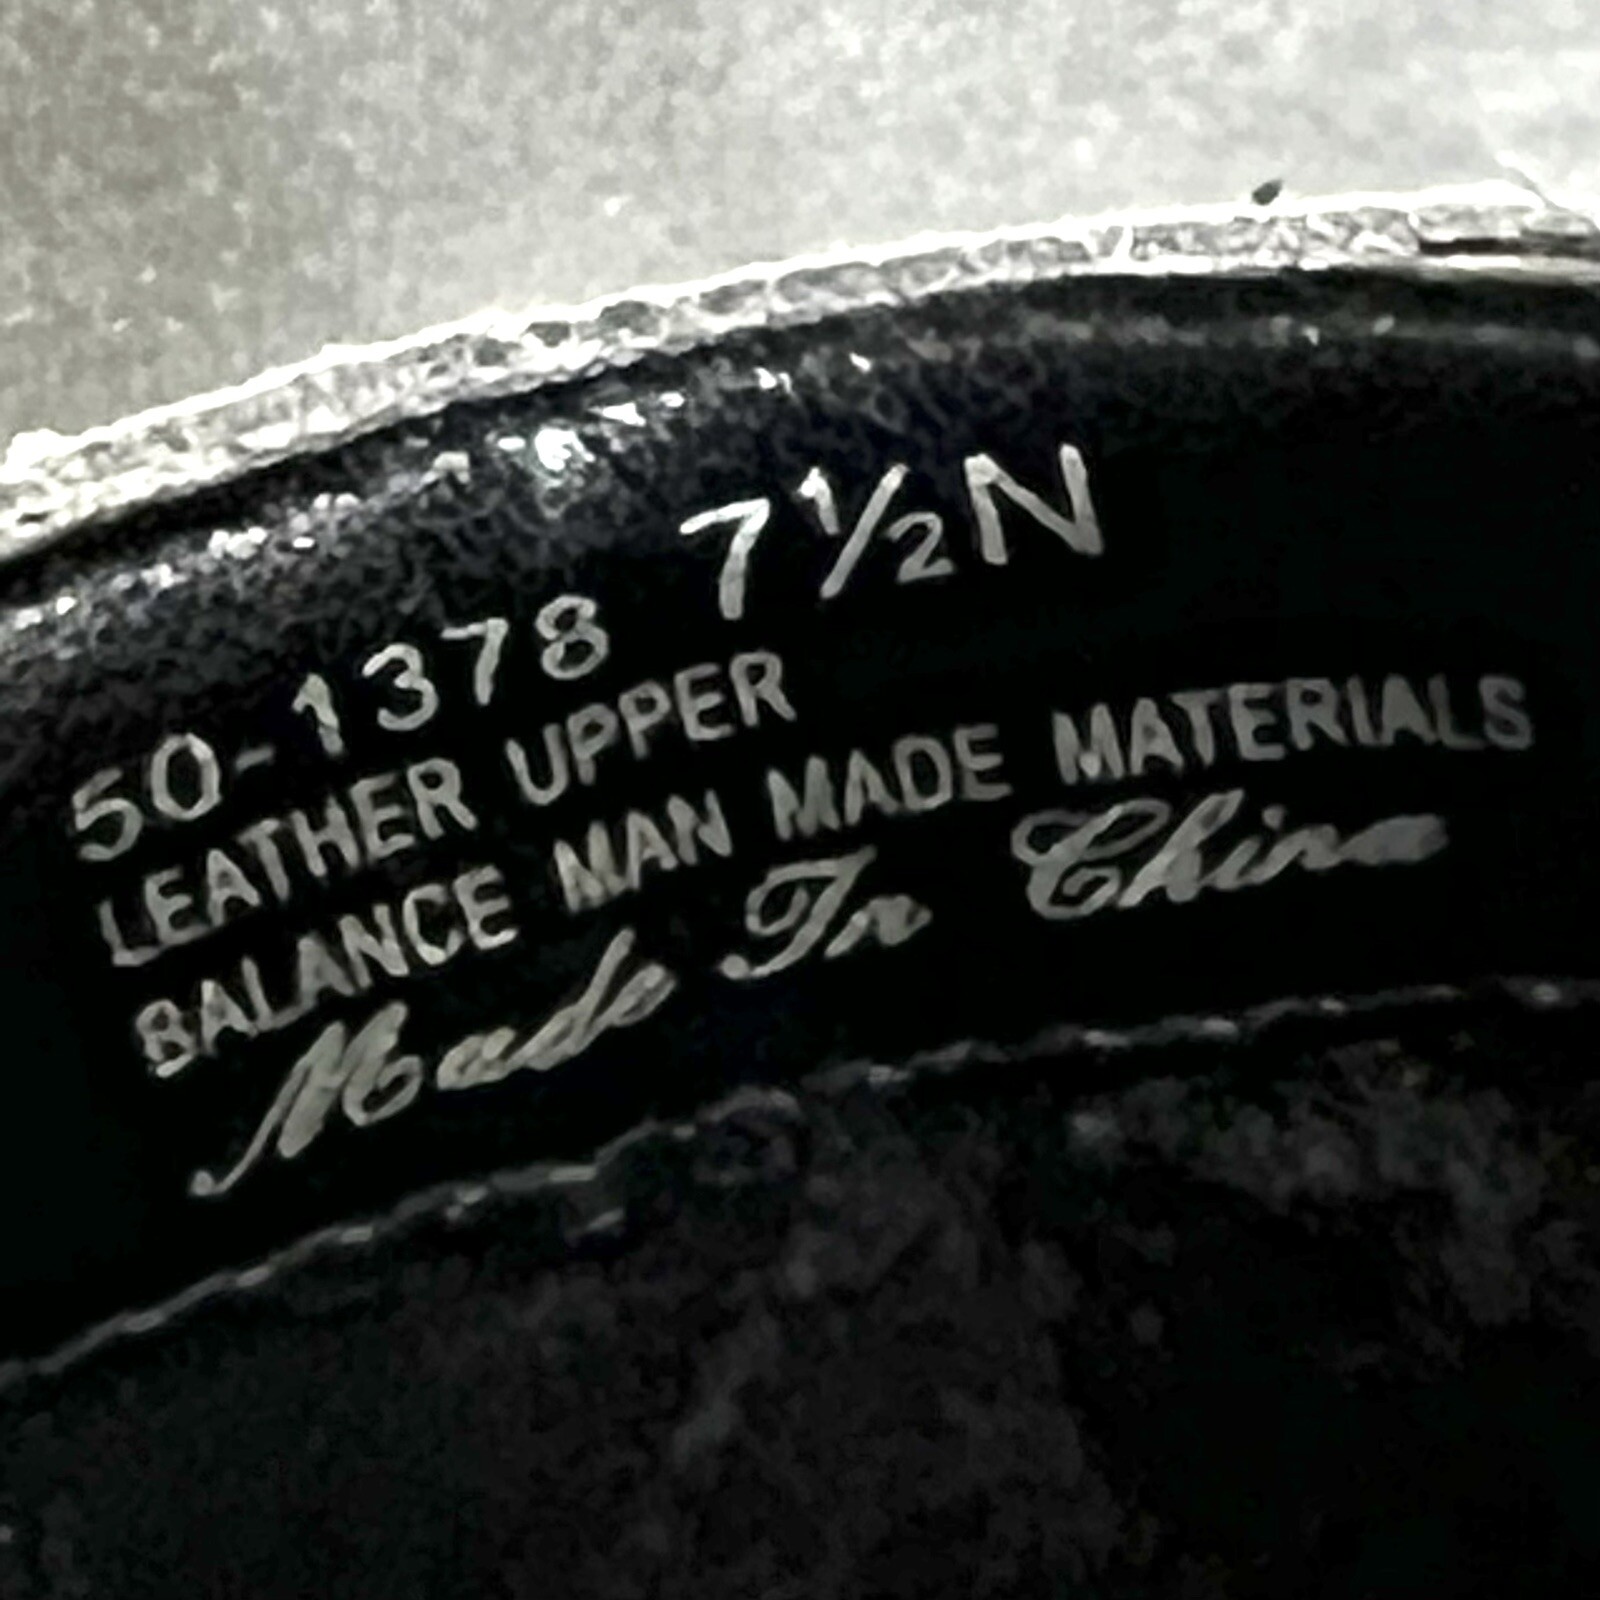 50-1378 7½N
LEATHER UPPER
BALANCE MAN MADE MATERIALS
Made In China